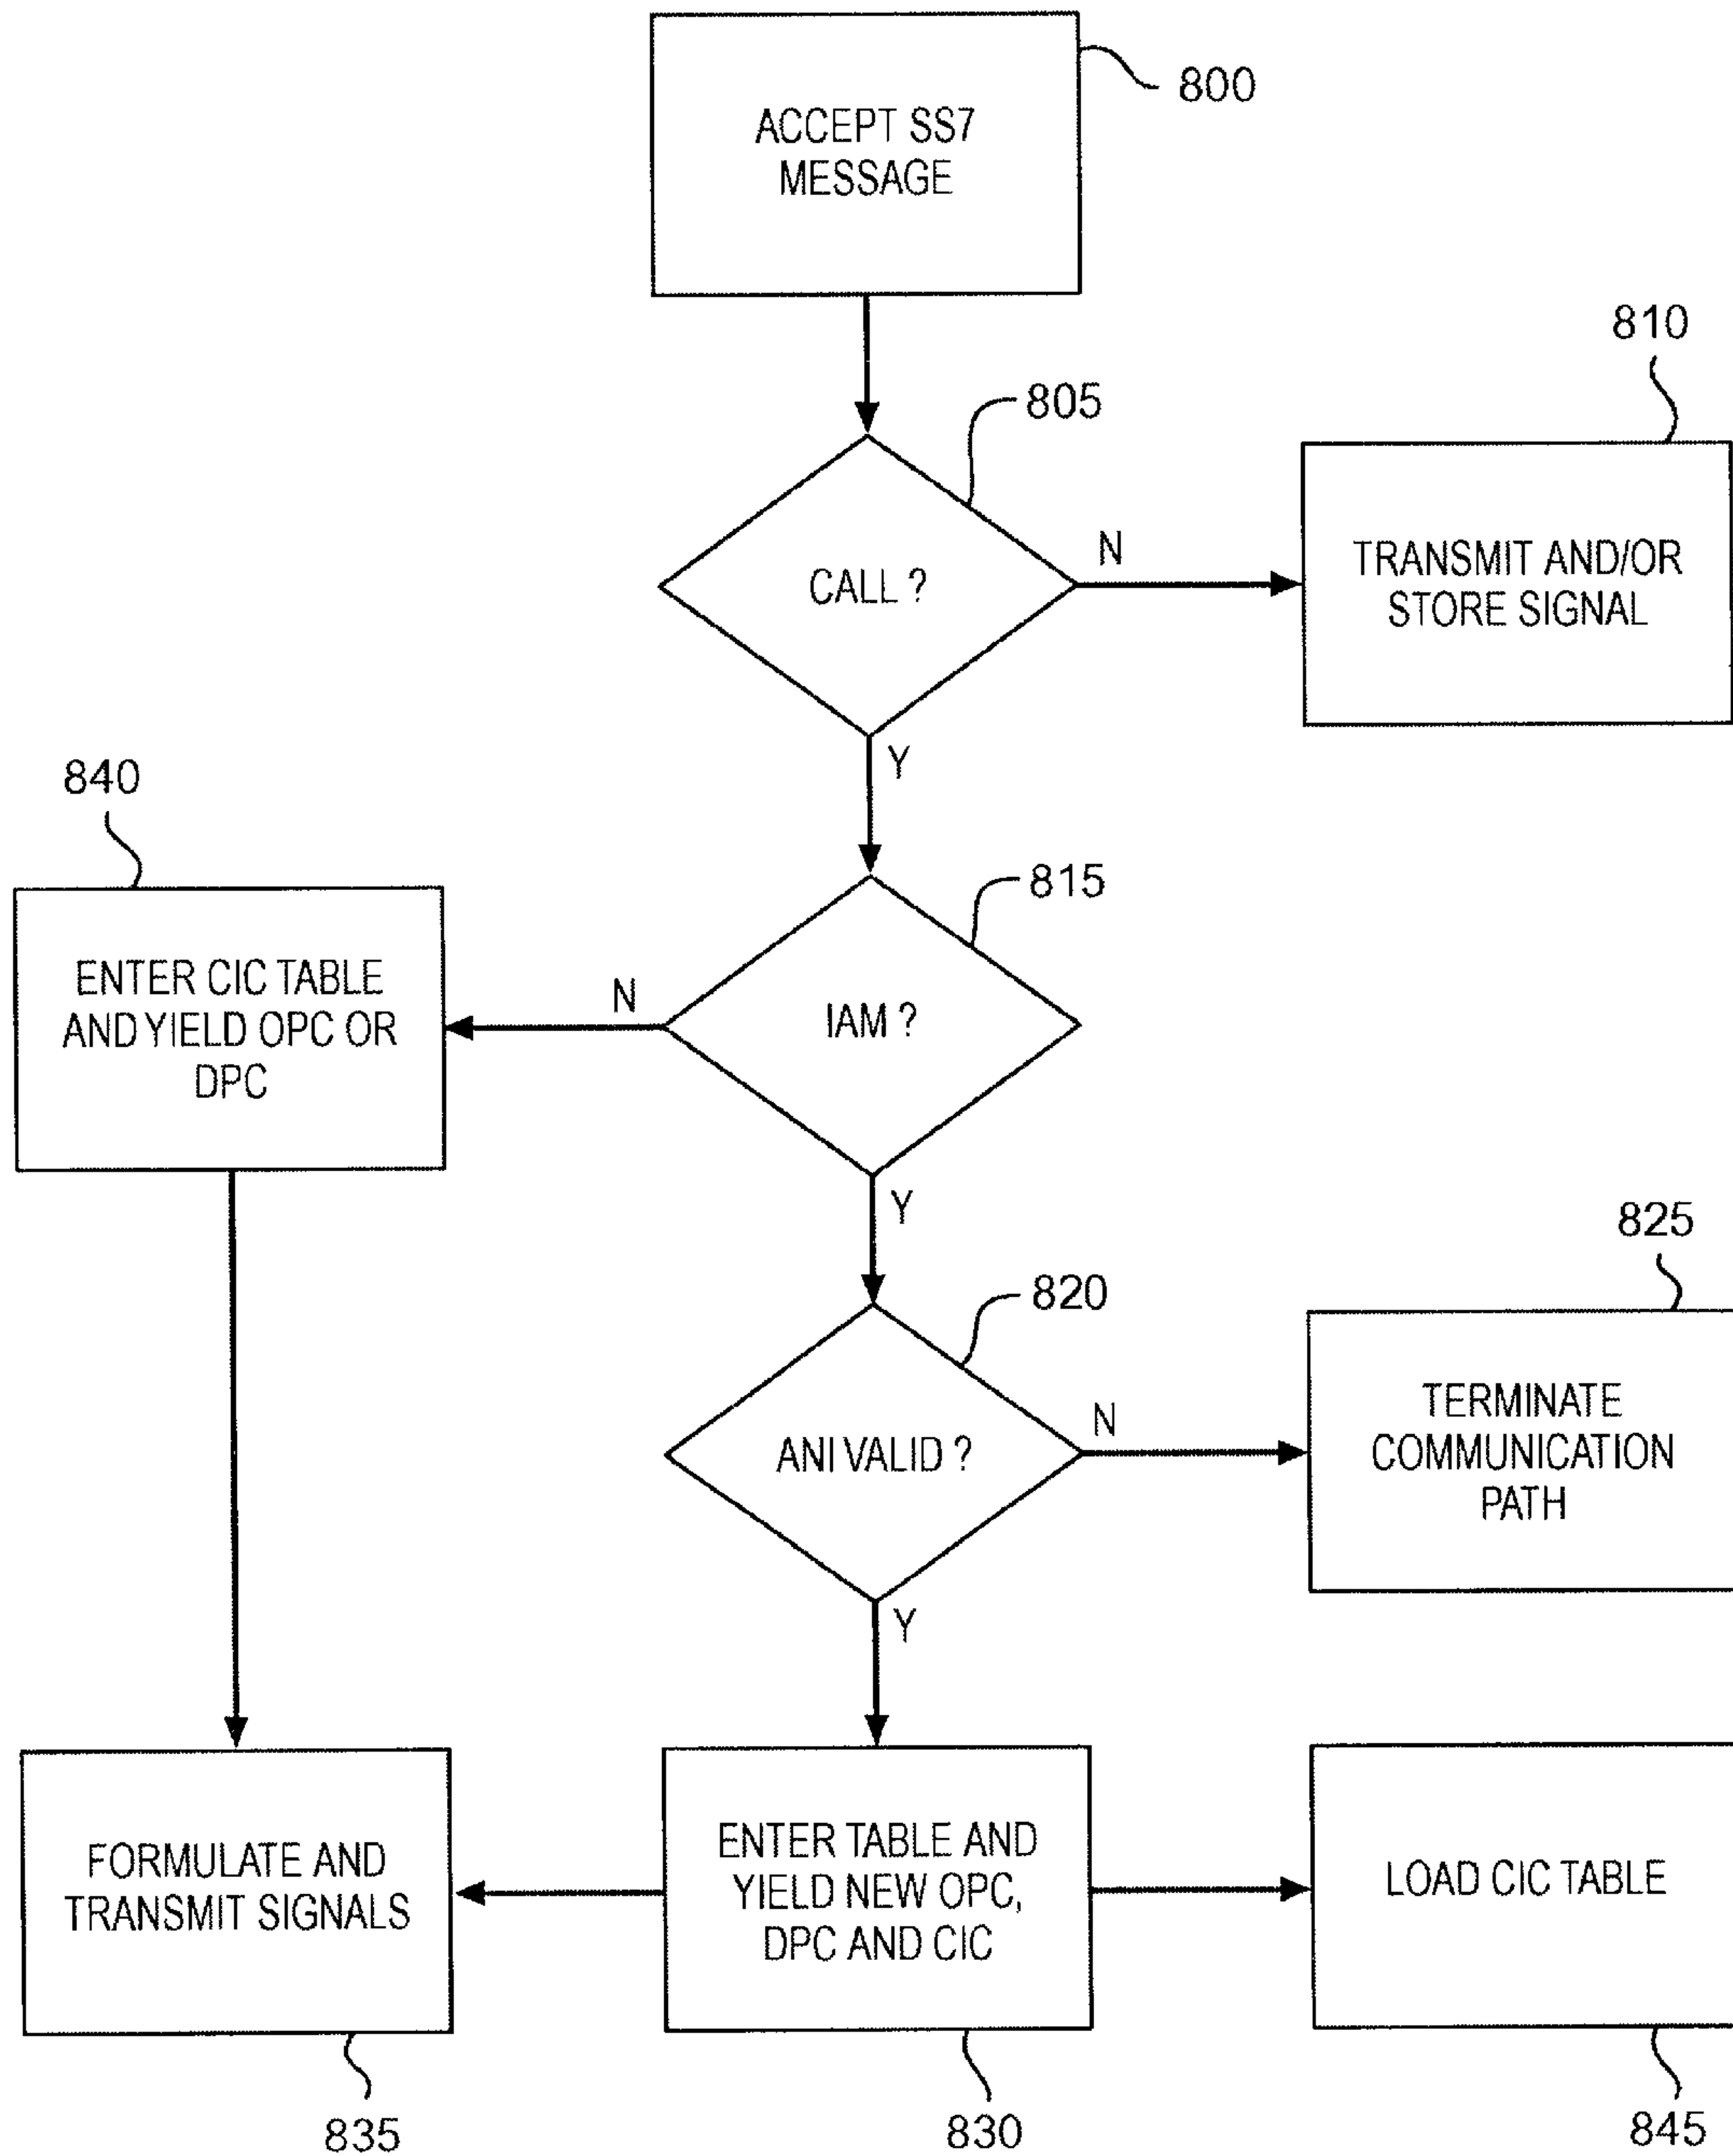 ACCEPT SS7
MESSAGE
800
805
810
CALL ?
N
TRANSMIT AND/OR
STORE SIGNAL
Y
840
815
ENTER CIC TABLE
AND YIELD OPC OR
DPC
N
IAM ?
Y
825
820
ANI VALID ?
N
TERMINATE
COMMUNICATION
PATH
Y
FORMULATE AND
TRANSMIT SIGNALS
ENTER TABLE AND
YIELD NEW OPC,
DPC AND CIC
LOAD CIC TABLE
835
830
845